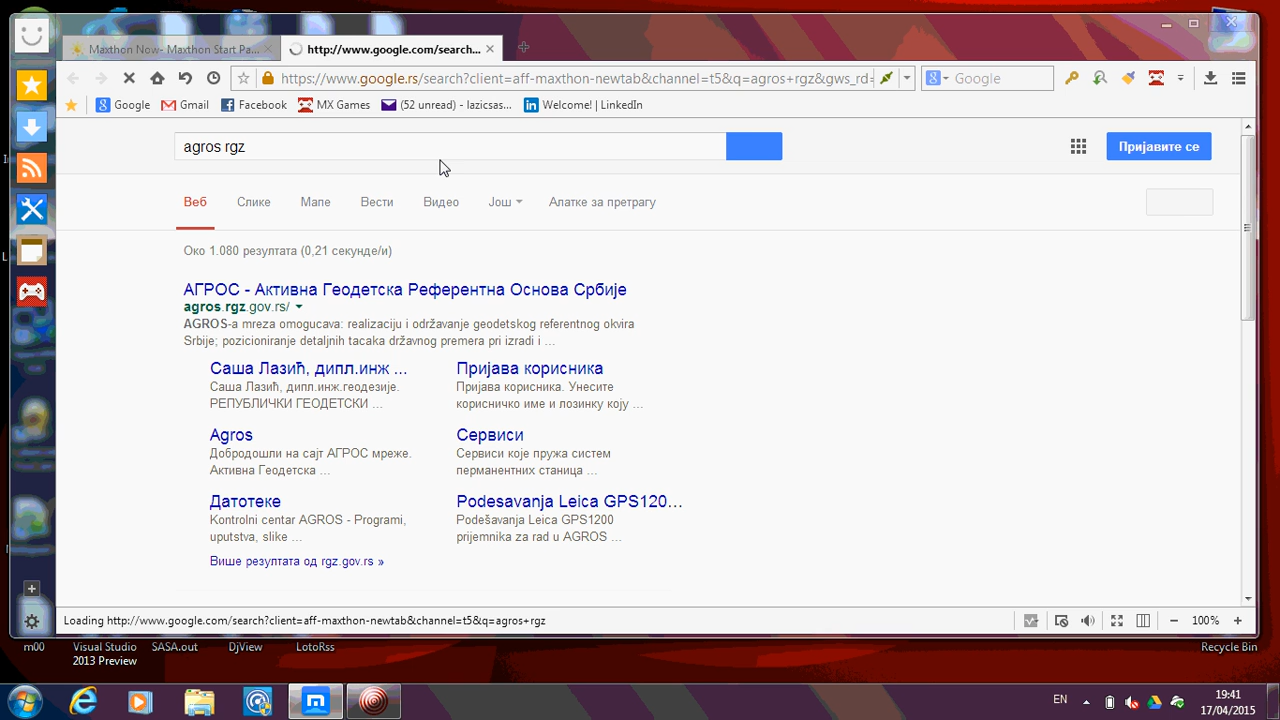 Maxthon Now- Maxthon Start Pa...
http://www.google.com/search...
https://www.google.rs/search?client=aff-maxthon-newtab&channel=t5&q=agros+rgz&gws_rd=
Google
Google
Gmail
Facebook
MX Games
(52 unread) - lazicsas...
Welcome! | LinkedIn
agros rgz
Пријавите се
Веб
Слике
Мапе
Вести
Видео
Још
Алатке за претрагу
Око 1.080 резултата (0,21 секунде/и)
АГРОС - Активна Геодетска Референтна Основа Србије
agros.rgz.gov.rs/
AGROS-a mreza omogucava: realizaciju i održavanje geodetskog referentnog okvira
Srbije; pozicioniranje detaljnih tacaka državnog premera pri izradi i ...
Саша Лазић, дипл.инж ...
Саша Лазић, дипл.инж.геодезије.
РЕПУБЛИЧКИ ГЕОДЕТСКИ ...
Пријава корисника
Пријава корисника. Унесите
корисничко име и лозинку коју ...
Agros
Добродошли на сајт АГРОС мреже.
Активна Геодетска ...
Сервиси
Сервиси које пружа систем
перманентних станица ...
Датотеке
Kontrolni centar AGROS - Programi,
uputstva, slike ...
Podesavanja Leica GPS120...
Podešavanja Leica GPS1200
prijemnika za rad u AGROS ...
Више резултата од rgz.gov.rs »
Loading http://www.google.com/search?client=aff-maxthon-newtab&channel=t5&q=agros+rgz
100%
m00
Visual Studio
2013 Preview
SASA.out
DjView
LotoRss
Recycle Bin
EN
19:41
17/04/2015